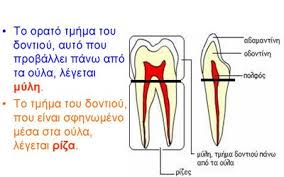 • Το ορατό τμήμα του
δοντιού, αυτό που
προβάλλει πάνω από
τα ούλα, λέγεται
μύλη.
• Το τμήμα του δοντιού,
που είναι σφηνωμένο
μέσα στα ούλα,
λέγεται ρίζα.
αδαμαντίνη
οδοντίνη
πολφός
μύλη, τμήμα δοντιού πάνω
από τα ούλα
ρίζες